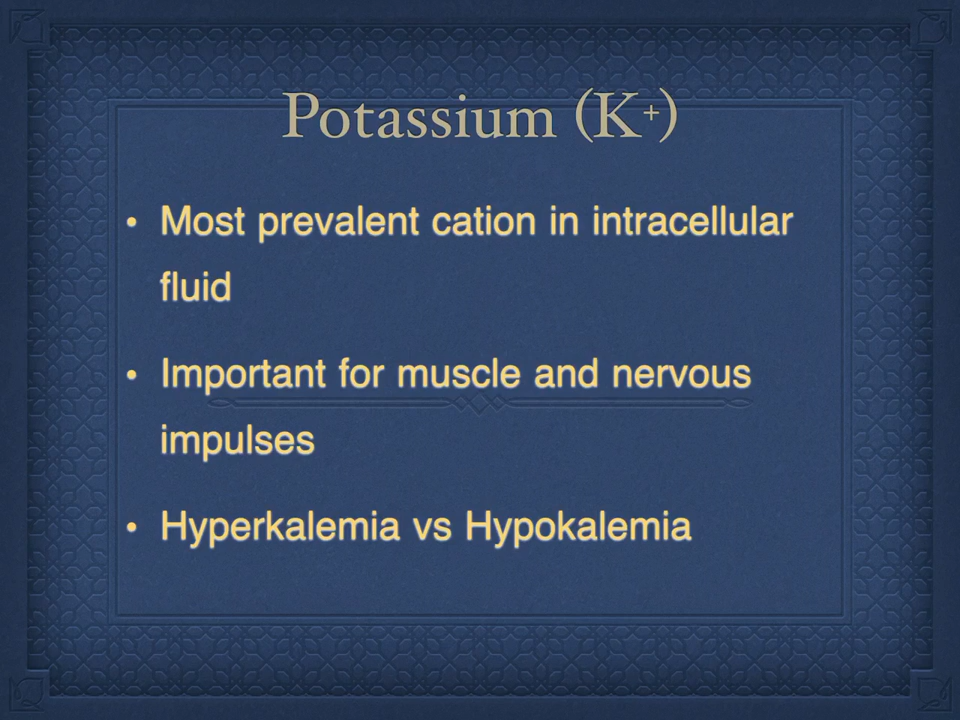 Potassium (K+)
• Most prevalent cation in intracellular
fluid
• Important for muscle and nervous
impulses
• Hyperkalemia vs Hypokalemia